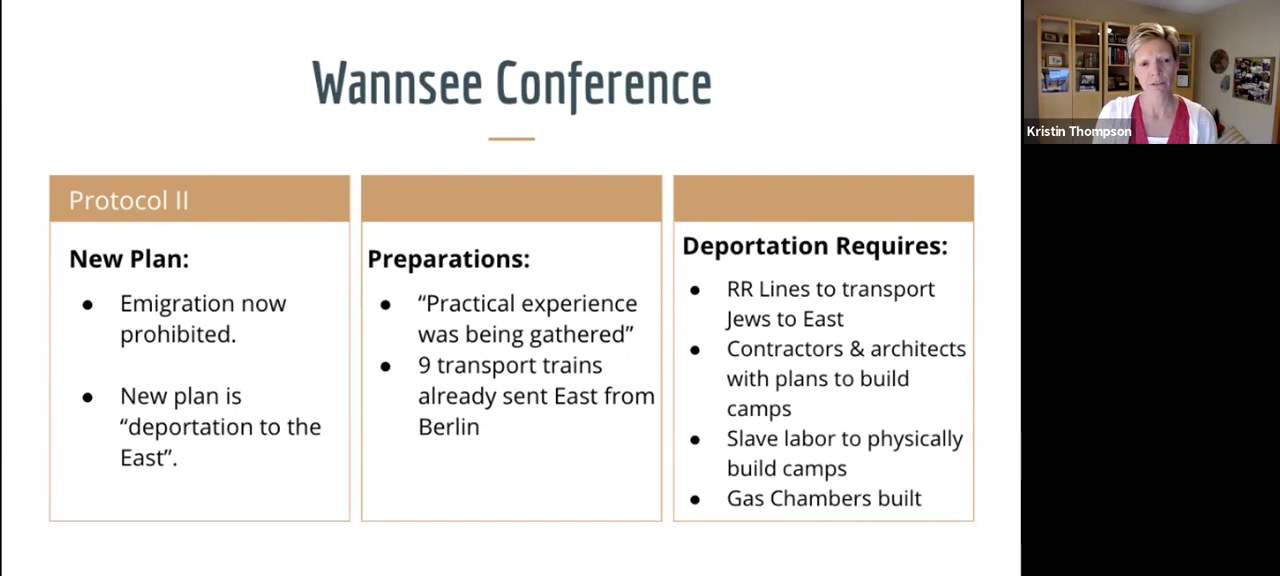 Wannsee Conference
Protocol II
New Plan:
● Emigration now
prohibited.
● New plan is
“deportation to the
East”.
Preparations:
● “Practical experience
was being gathered”
● 9 transport trains
already sent East from
Berlin
Deportation Requires:
● RR Lines to transport
Jews to East
● Contractors & architects
with plans to build
camps
● Slave labor to physically
build camps
● Gas Chambers built
Kristin Thompson